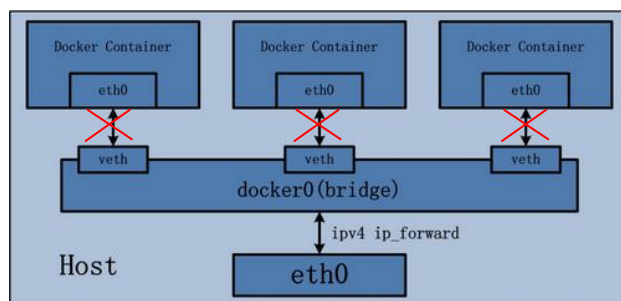 Docker Container
Docker Container
Docker Container
eth0
eth0
eth0
veth
veth
veth
docker0(bridge)
ipv4 ip_forward
Host
eth0